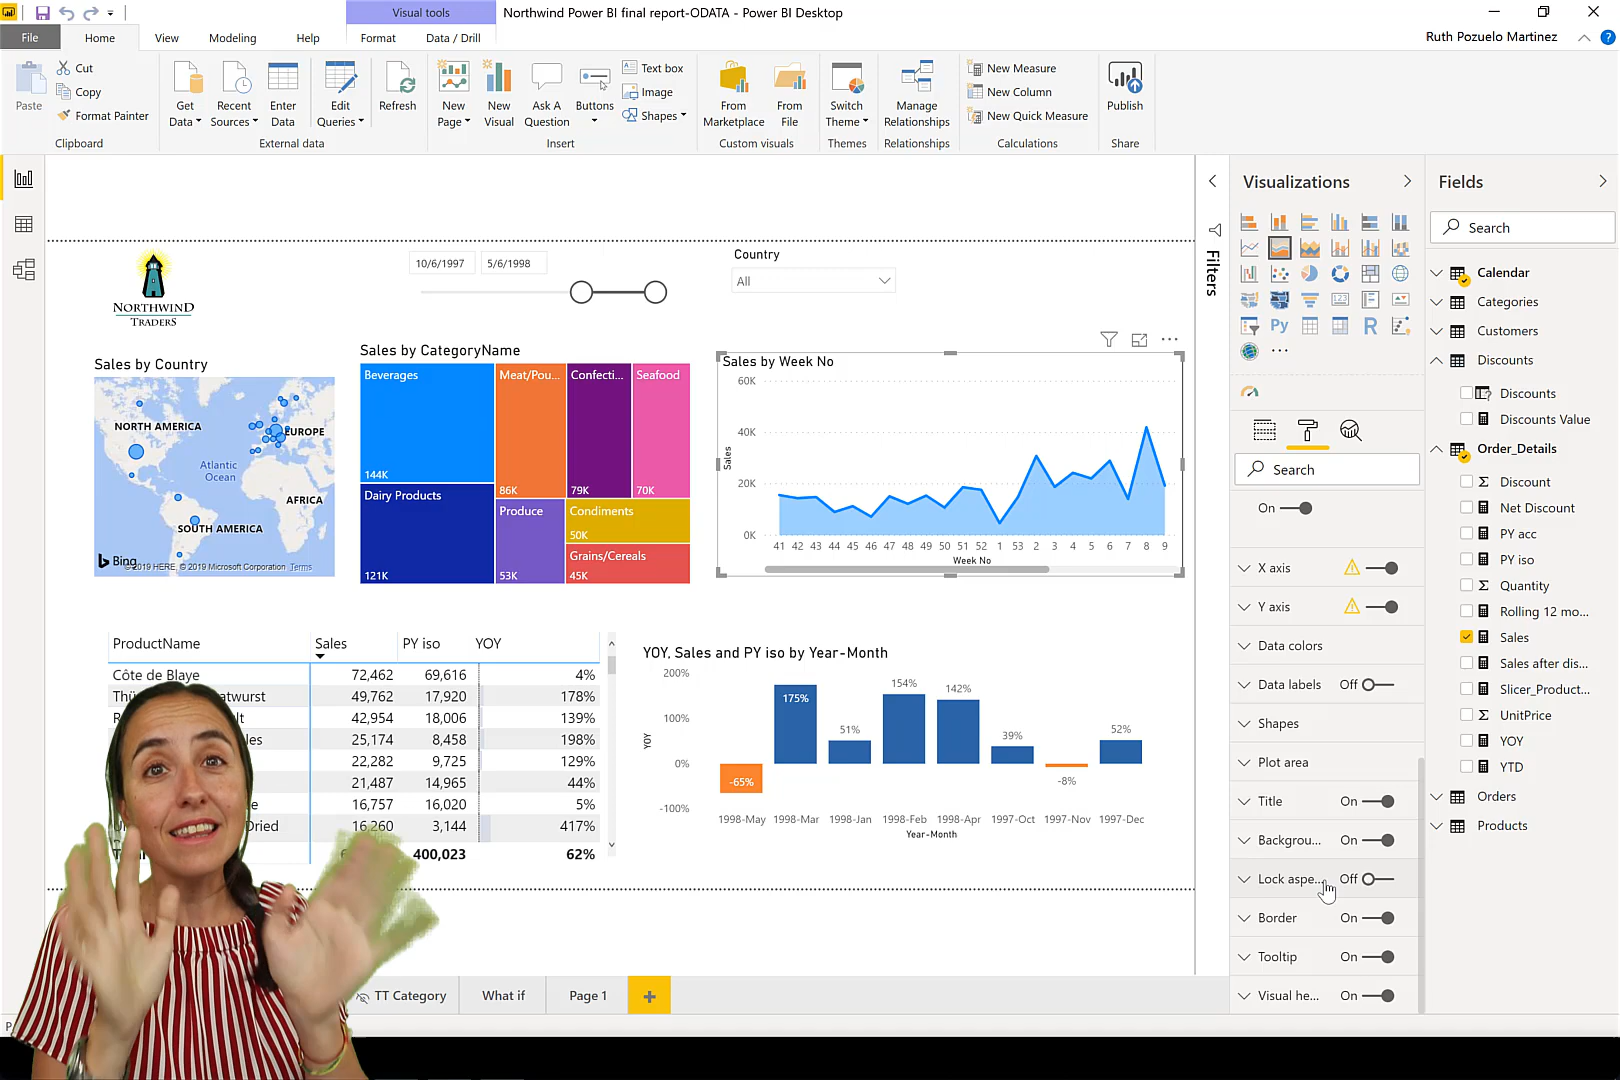 Visual tools
Northwind Power BI final report-ODATA - Power BI Desktop
File
Home
View
Modeling
Help
Format
Data / Drill
Ruth Pozuelo Martinez
?
Paste
Cut
Copy
Format Painter
Clipboard
Get Data
Recent Sources
Enter Data
Edit Queries
Refresh
External data
New Page
New Visual
Ask A Question
Buttons
Text box
Image
Shapes
Insert
From Marketplace
From File
Custom visuals
Switch Theme
Themes
Manage Relationships
Relationships
New Measure
New Column
New Quick Measure
Calculations
Publish
Share
NORTHWIND
TRADERS
10/6/1997
5/6/1998
Country
All
Sales by Country
NORTH AMERICA
EUROPE
Atlantic
Ocean
AFRICA
SOUTH AMERICA
Bing
© 2019 HERE, © 2019 Microsoft Corporation Terms
Sales by CategoryName
Beverages
144K
Dairy Products
121K
Meat/Pou...
86K
Confecti...
79K
Seafood
70K
Produce
53K
Condiments
50K
Grains/Cereals
45K
Sales by Week No
60K
40K
20K
0K
Sales
41 42 43 44 45 46 47 48 49 50 51 52 1 53 2 3 4 5 6 7 8 9
Week No
ProductName Sales PY iso YOY
Côte de Blaye 72,462 69,616 4%
Thü atwurst 49,762 17,920 178%
R lt 42,954 18,006 139%
les 25,174 8,458 198%
22,282 9,725 129%
21,487 14,965 44%
e 16,757 16,020 5%
Dried 16,260 3,144 417%
400,023 62%
YOY, Sales and PY iso by Year-Month
200%
100%
0%
-100%
YOY
-65%
175%
51%
154%
142%
39%
-8%
52%
1998-May 1998-Mar 1998-Jan 1998-Feb 1998-Apr 1997-Oct 1997-Nov 1997-Dec
Year-Month
TT Category
What if
Page 1
+
Filters
Visualizations
Py
R
Search
On
X axis
Y axis
Data colors
Data labels Off
Shapes
Plot area
Title On
Backgrou... On
Lock aspe... Off
Border On
Tooltip On
Visual he... On
Fields
Search
Calendar
Categories
Customers
Discounts
Discounts
Discounts Value
Order_Details
Discount
Net Discount
PY acc
PY iso
Quantity
Rolling 12 mo...
Sales
Sales after dis...
Slicer_Product...
UnitPrice
YOY
YTD
Orders
Products